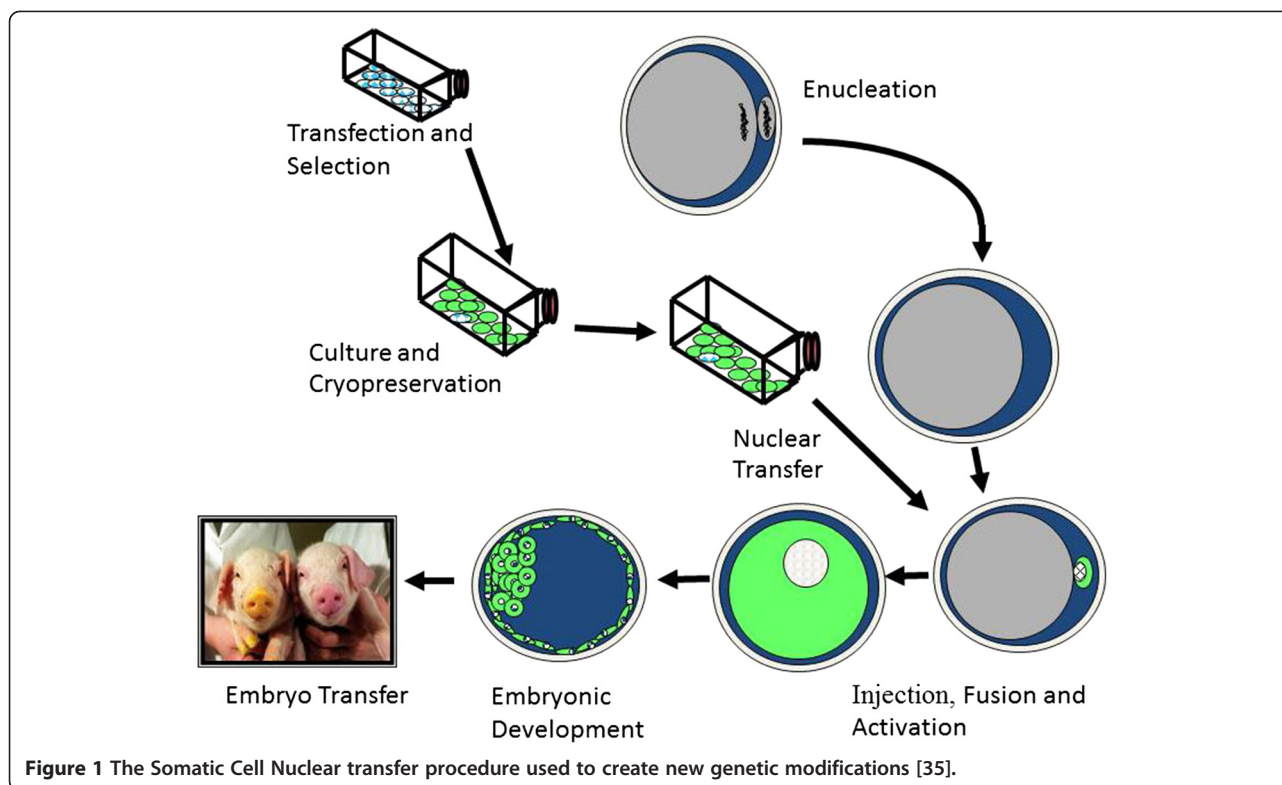 Transfection and
Selection
Enucleation
Culture and
Cryopreservation
Nuclear
Transfer
Embryo Transfer
Embryonic
Development
Injection, Fusion and
Activation
Figure 1 The Somatic Cell Nuclear transfer procedure used to create new genetic modifications [35].